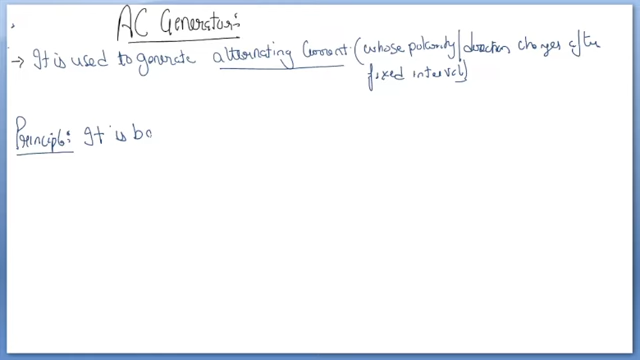 AC Generator:
→ It is used to generate alternating current (whose polarity/direction changes after
fixed interval)
Principle: It is ba